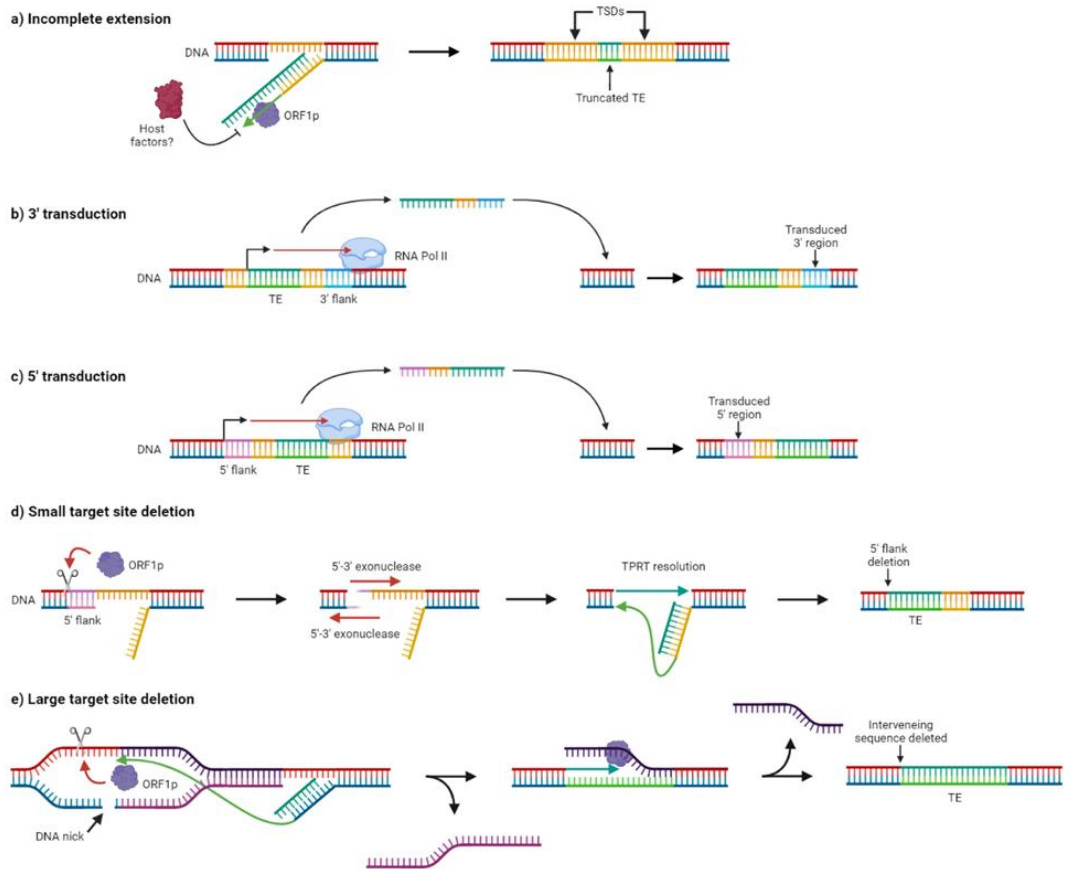 a) Incomplete extension
TSDs
DNA
Truncated TE
ORF1p
Host
factors?
b) 3' transduction
Transduced
3' region
RNA Pol II
DNA
TE
3' flank
c) 5' transduction
Transduced
5' region
RNA Pol II
DNA
5' flank
TE
d) Small target site deletion
ORF1p
5'-3' exonuclease
TPRT resolution
5' flank
deletion
DNA
5' flank
5'-3' exonuclease
TE
e) Large target site deletion
Interveneing
sequence deleted
ORF1p
DNA nick
TE